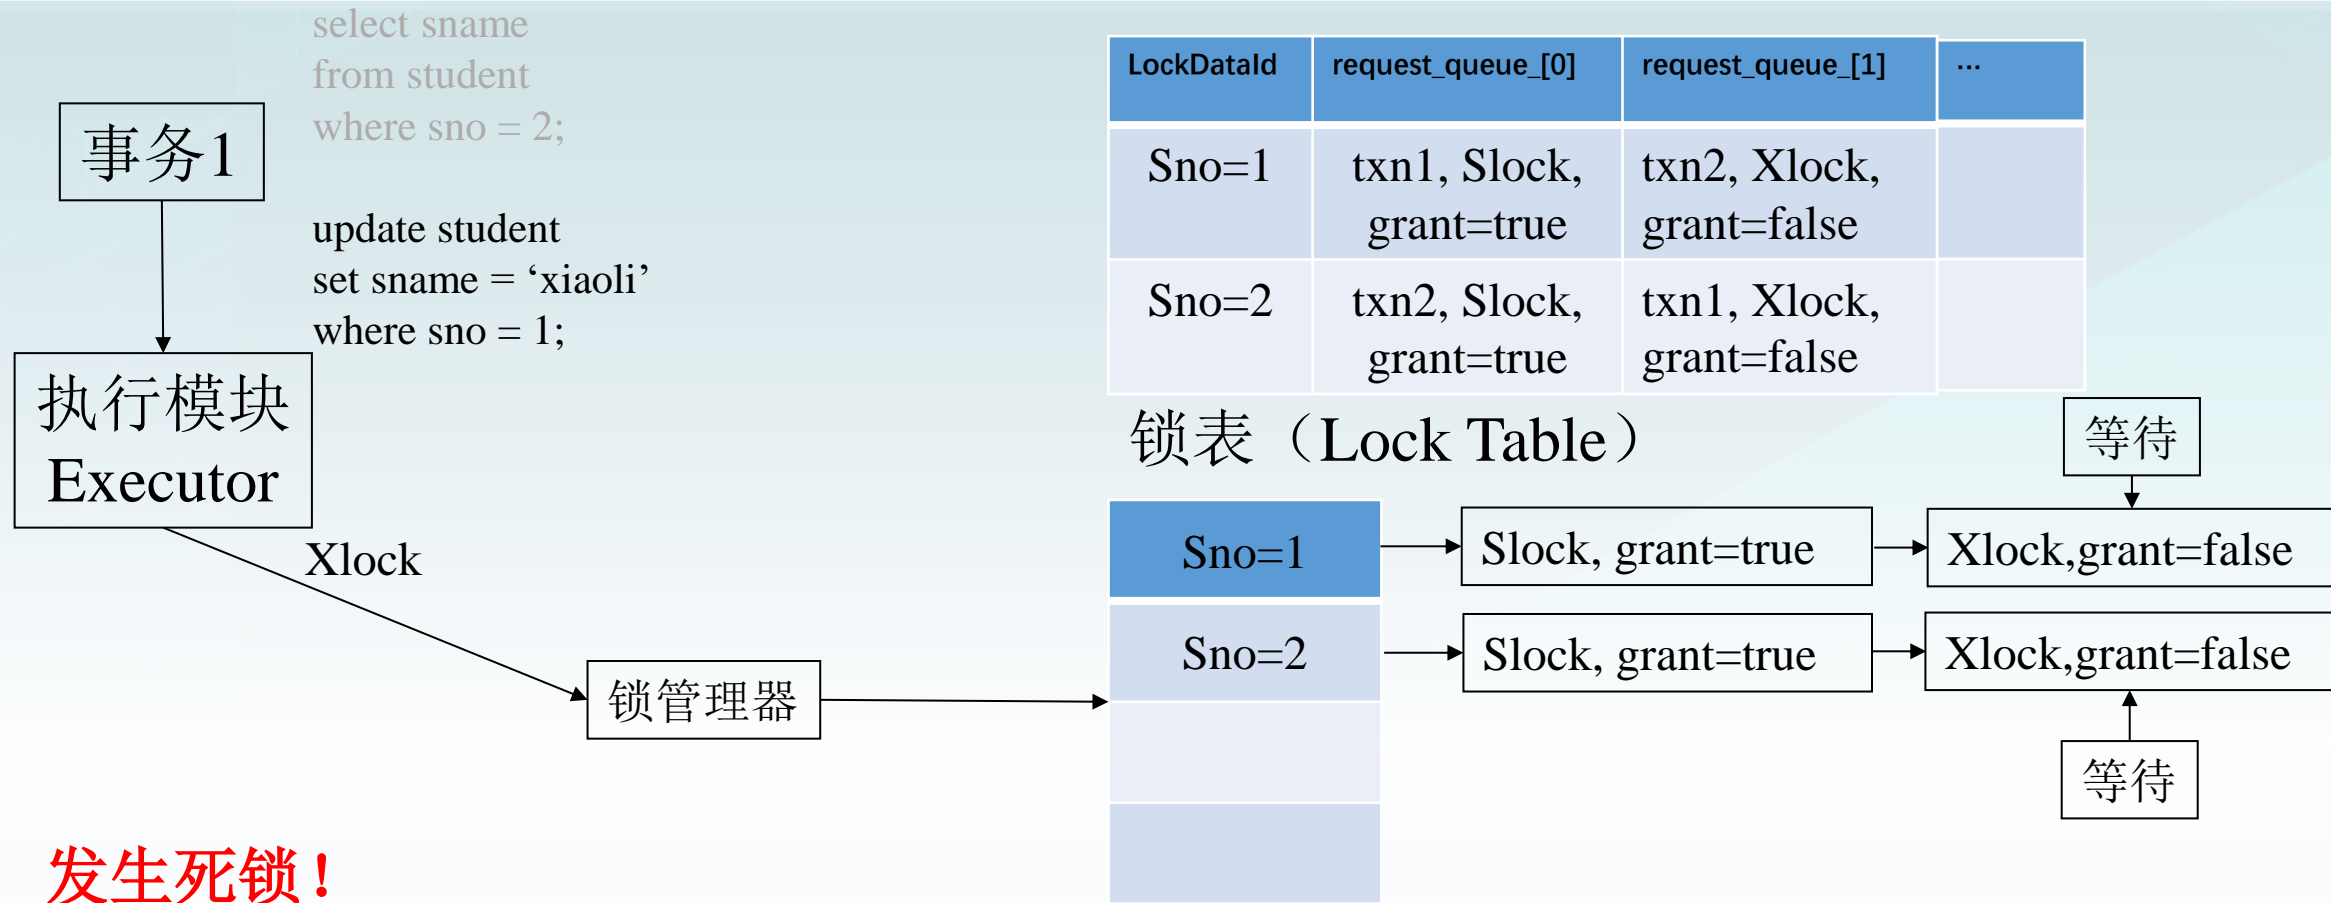 select sname
from student
where sno = 2;
事务1
update student
set sname = ‘xiaoli’
where sno = 1;
执行模块
Executor
Xlock
锁管理器
LockDataId request_queue_[0] request_queue_[1] ...
Sno=1 txn1, Slock, grant=true txn2, Xlock, grant=false
Sno=2 txn2, Slock, grant=true txn1, Xlock, grant=false
锁表（Lock Table）
等待
Sno=1 Slock, grant=true Xlock,grant=false
Sno=2 Slock, grant=true Xlock,grant=false
等待
发生死锁！